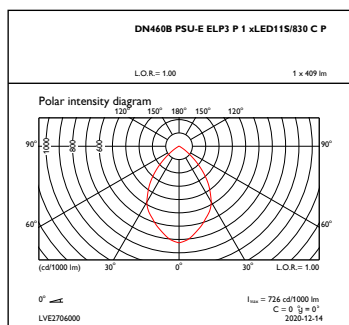 DN460B PSU-E ELP3 P 1 xLED11S/830 C P
L.O.R.= 1.00 1 x 409 lm
Polar intensity diagram
120° 150° 180° 150° 120°
90° 1000 800 600 90°
60° 60°
(cd/1000 lm) 30° 0° 30° L.O.R.= 1.00
0°
Imax = 726 cd/1000 lm
C = 0 °g = 0°
LVE2706000 2020-12-14